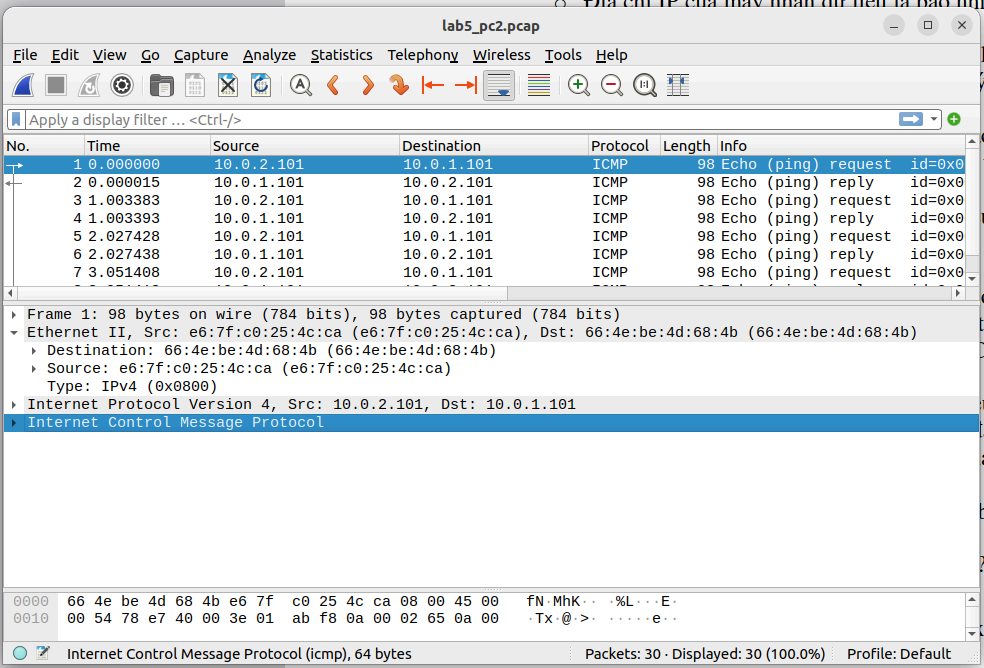 Địa chỉ IP của máy nhận dữ liệu là bao nhi
lab5_pc2.pcap
File Edit View Go Capture Analyze Statistics Telephony Wireless Tools Help
Apply a display filter … <Ctrl-/>
No. Time Source Destination Protocol Length Info
1 0.000000 10.0.2.101 10.0.1.101 ICMP 98 Echo (ping) request id=0x0
2 0.000015 10.0.1.101 10.0.2.101 ICMP 98 Echo (ping) reply id=0x0
3 1.003383 10.0.2.101 10.0.1.101 ICMP 98 Echo (ping) request id=0x0
4 1.003393 10.0.1.101 10.0.2.101 ICMP 98 Echo (ping) reply id=0x0
5 2.027428 10.0.2.101 10.0.1.101 ICMP 98 Echo (ping) request id=0x0
6 2.027438 10.0.1.101 10.0.2.101 ICMP 98 Echo (ping) reply id=0x0
7 3.051408 10.0.2.101 10.0.1.101 ICMP 98 Echo (ping) request id=0x0
Frame 1: 98 bytes on wire (784 bits), 98 bytes captured (784 bits)
Ethernet II, Src: e6:7f:c0:25:4c:ca (e6:7f:c0:25:4c:ca), Dst: 66:4e:be:4d:68:4b (66:4e:be:4d:68:4b)
Destination: 66:4e:be:4d:68:4b (66:4e:be:4d:68:4b)
Source: e6:7f:c0:25:4c:ca (e6:7f:c0:25:4c:ca)
Type: IPv4 (0x0800)
Internet Protocol Version 4, Src: 10.0.2.101, Dst: 10.0.1.101
Internet Control Message Protocol
0000 66 4e be 4d 68 4b e6 7f c0 25 4c ca 08 00 45 00 fN·MhK·· ·%L···E·
0010 00 54 78 e7 40 00 3e 01 ab f8 0a 00 02 65 0a 00 ·Tx·@·>· ·····e··
Internet Control Message Protocol (icmp), 64 bytes Packets: 30 · Displayed: 30 (100.0%) Profile: Default